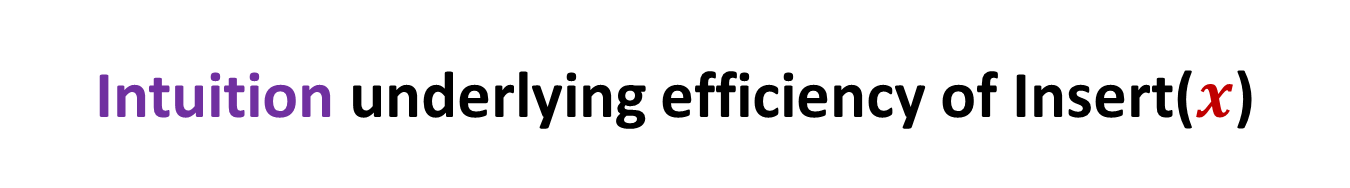 Intuition underlying efficiency of Insert(x)